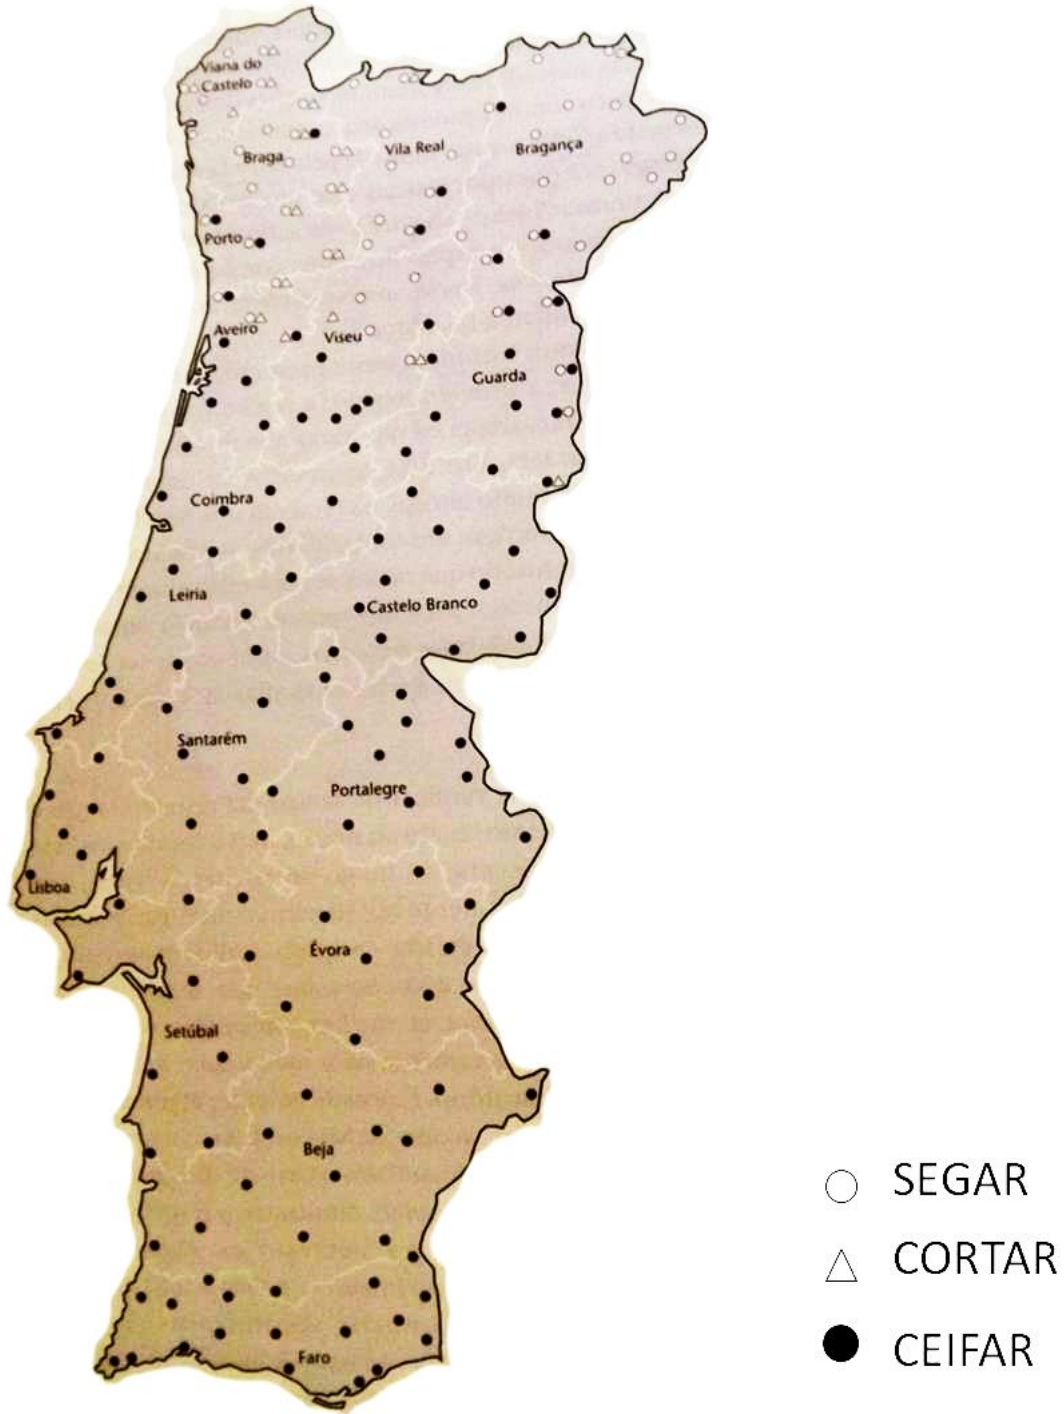 Viana do
Castelo
Braga
Vila Real
Bragança
Porto
Aveiro
Viseu
Guarda
Coimbra
Leiria
Castelo Branco
Santarém
Portalegre
Lisboa
Évora
Setúbal
Beja
Faro
SEGAR
CORTAR
CEIFAR